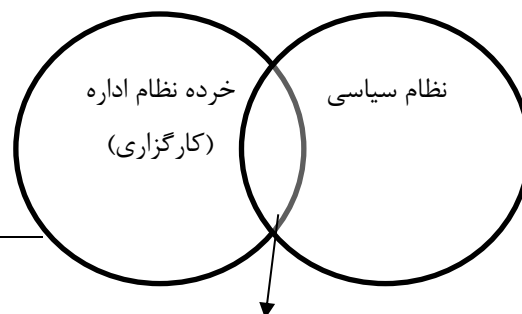 نظام سیاسی
خرده نظام اداره
(کارگزاری)